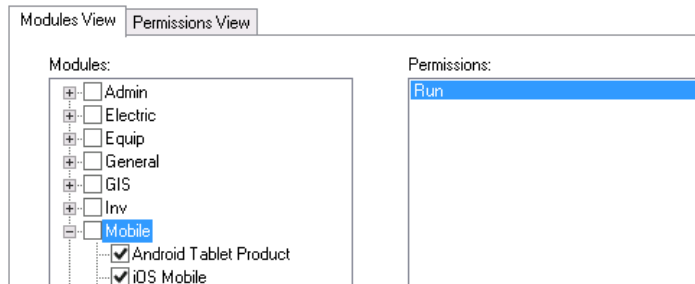 Modules View
Permissions View
Modules:
Permissions:
Admin
Run
Electric
Equip
General
GIS
Inv
Mobile
Android Tablet Product
iOS Mobile